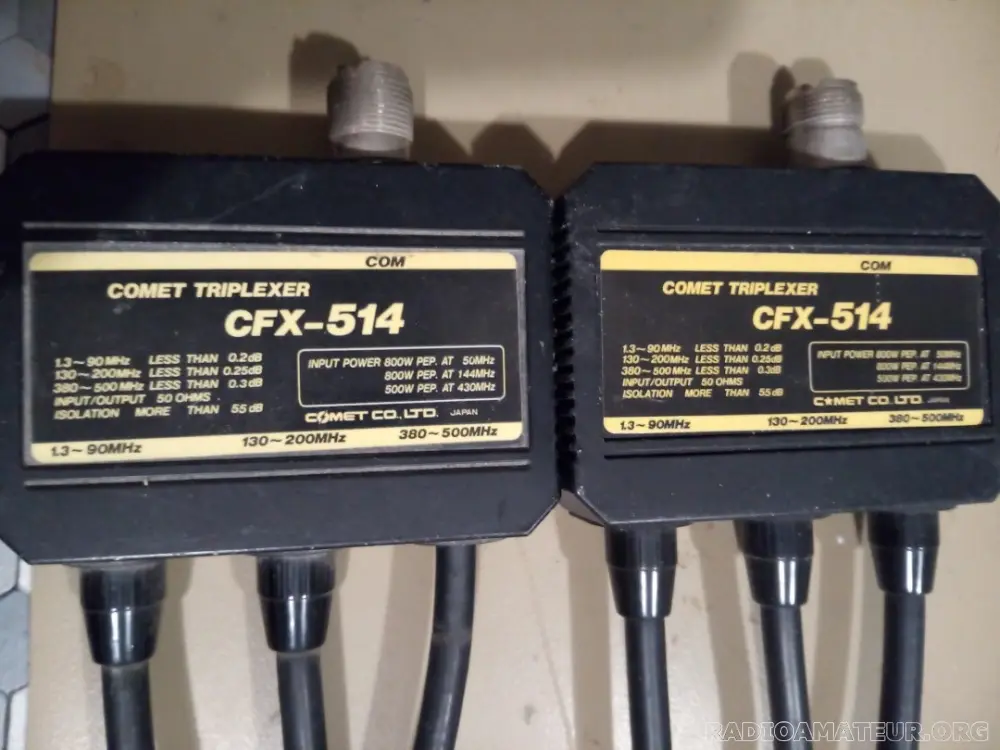 COM
COMET TRIPLEXER
CFX-514
1.3~90MHz LESS THAN 0.2dB
130~200MHz LESS THAN 0.25dB
380~500MHz LESS THAN 0.3dB
INPUT/OUTPUT 50 OHMS
ISOLATION MORE THAN 55dB
INPUT POWER 800W PEP. AT 50MHz
800W PEP. AT 144MHz
500W PEP. AT 430MHz
COMET CO., LTD. JAPAN
1.3~90MHz 130~200MHz 380~500MHz
COM
COMET TRIPLEXER
CFX-514
1.3~90MHz LESS THAN 0.2dB
130~200MHz LESS THAN 0.25dB
380~500MHz LESS THAN 0.3dB
INPUT/OUTPUT 50 OHMS
ISOLATION MORE THAN 55dB
INPUT POWER 800W PEP. AT 50MHz
800W PEP. AT 144MHz
500W PEP. AT 430MHz
COMET CO., LTD. JAPAN
1.3~90MHz 130~200MHz 380~500MHz
RADIOAMATEUR.ORG